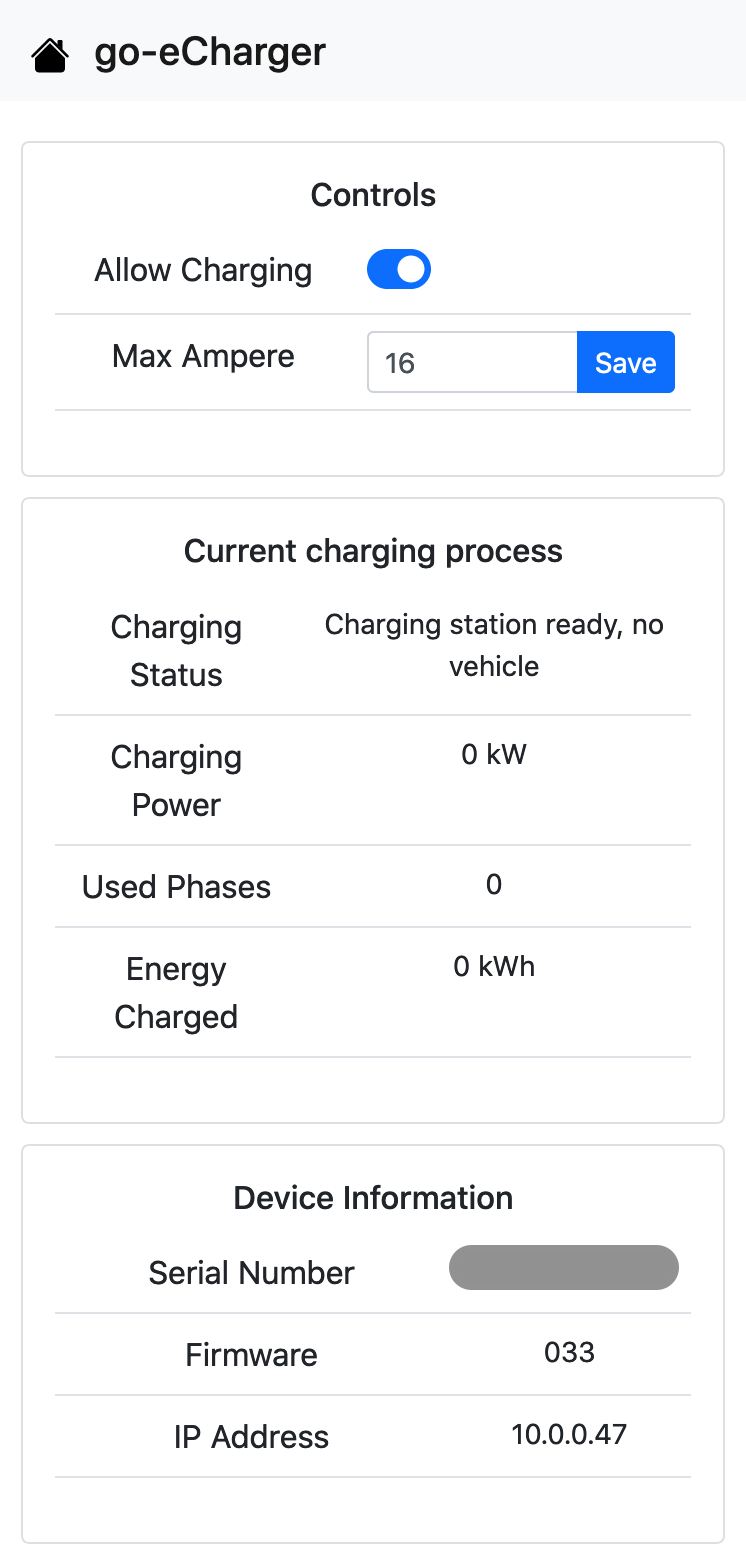 go-eCharger
Controls
Allow Charging
Max Ampere
16
Save
Current charging process
Charging
Status
Charging station ready, no
vehicle
Charging
Power
0 kW
Used Phases
0
Energy
Charged
0 kWh
Device Information
Serial Number
Firmware
033
IP Address
10.0.0.47